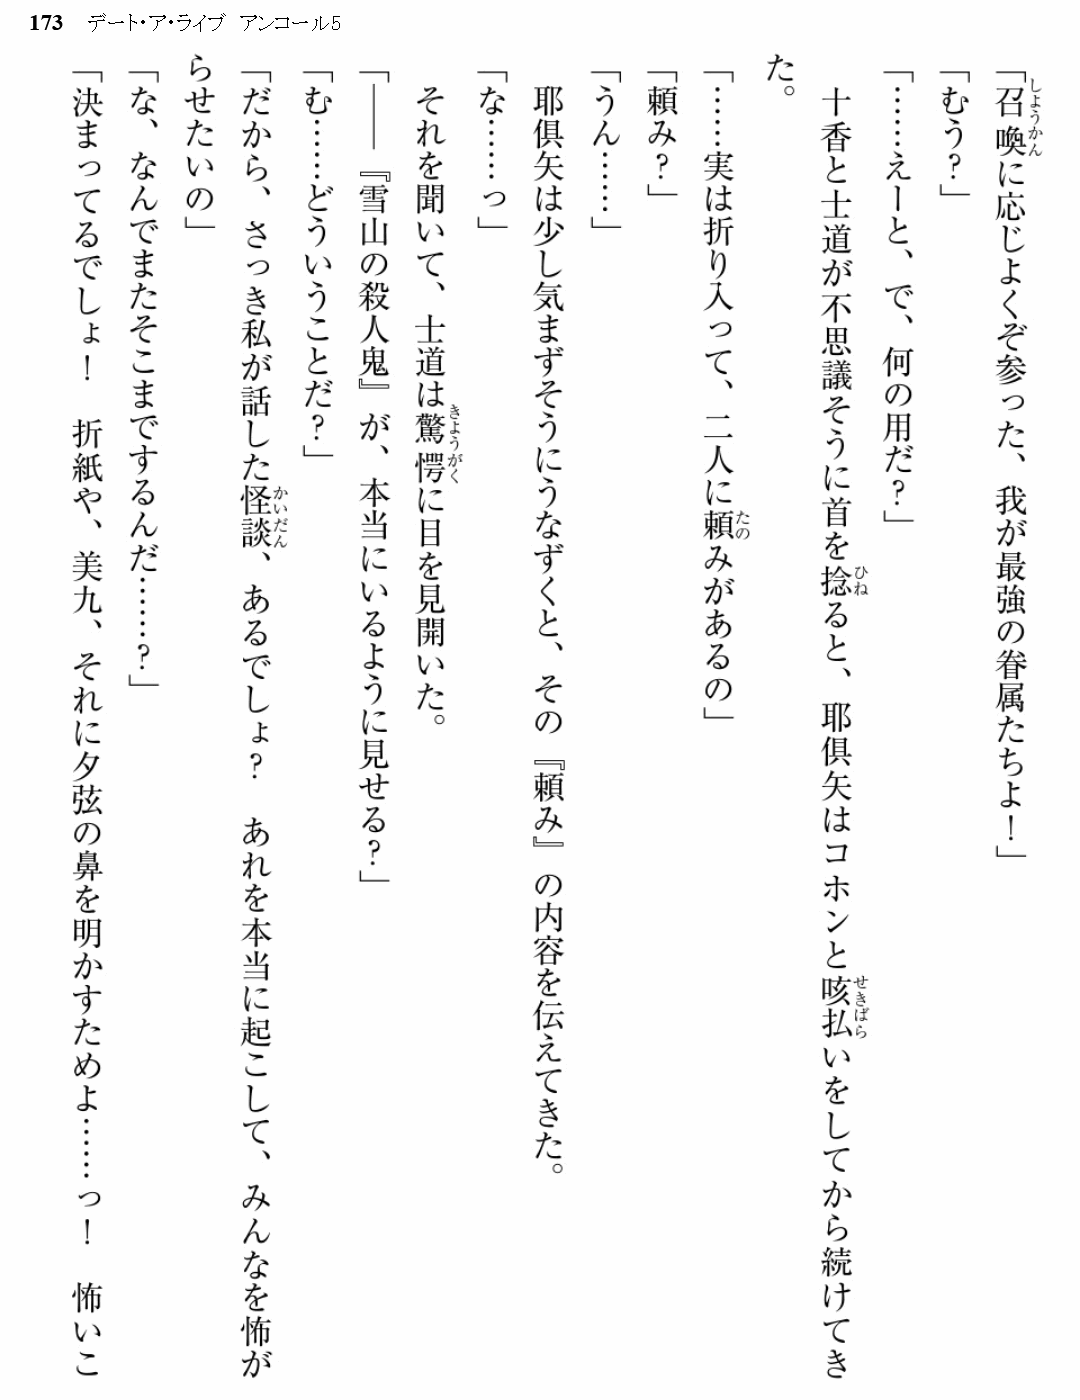 173 デート・ア・ライブ アンコール5
「召喚に応じよくぞ参った、我が最強の眷属たちよ！」
「むう？」
「……えーと、で、何の用だ？」
　十香と士道が不思議そうに首を捻ると、耶倶矢はコホンと咳払いをしてから続けてき
た。
「……実は折り入って、二人に頼みがあるの」
「頼み？」
「うん……」
　耶倶矢は少し気まずそうにうなずくと、その『頼み』の内容を伝えてきた。
「な……っ」
　それを聞いて、士道は驚愕に目を見開いた。
「――『雪山の殺人鬼』が、本当にいるように見せる？」
「む……どういうことだ？」
「だから、さっき私が話した怪談、あるでしょ？　あれを本当に起こして、みんなを怖が
らせたいの」
「な、なんでまたそこまでするんだ……？」
「決まってるでしょ！　折紙や、美九、それに夕弦の鼻を明かすためよ……っ！　怖いこ